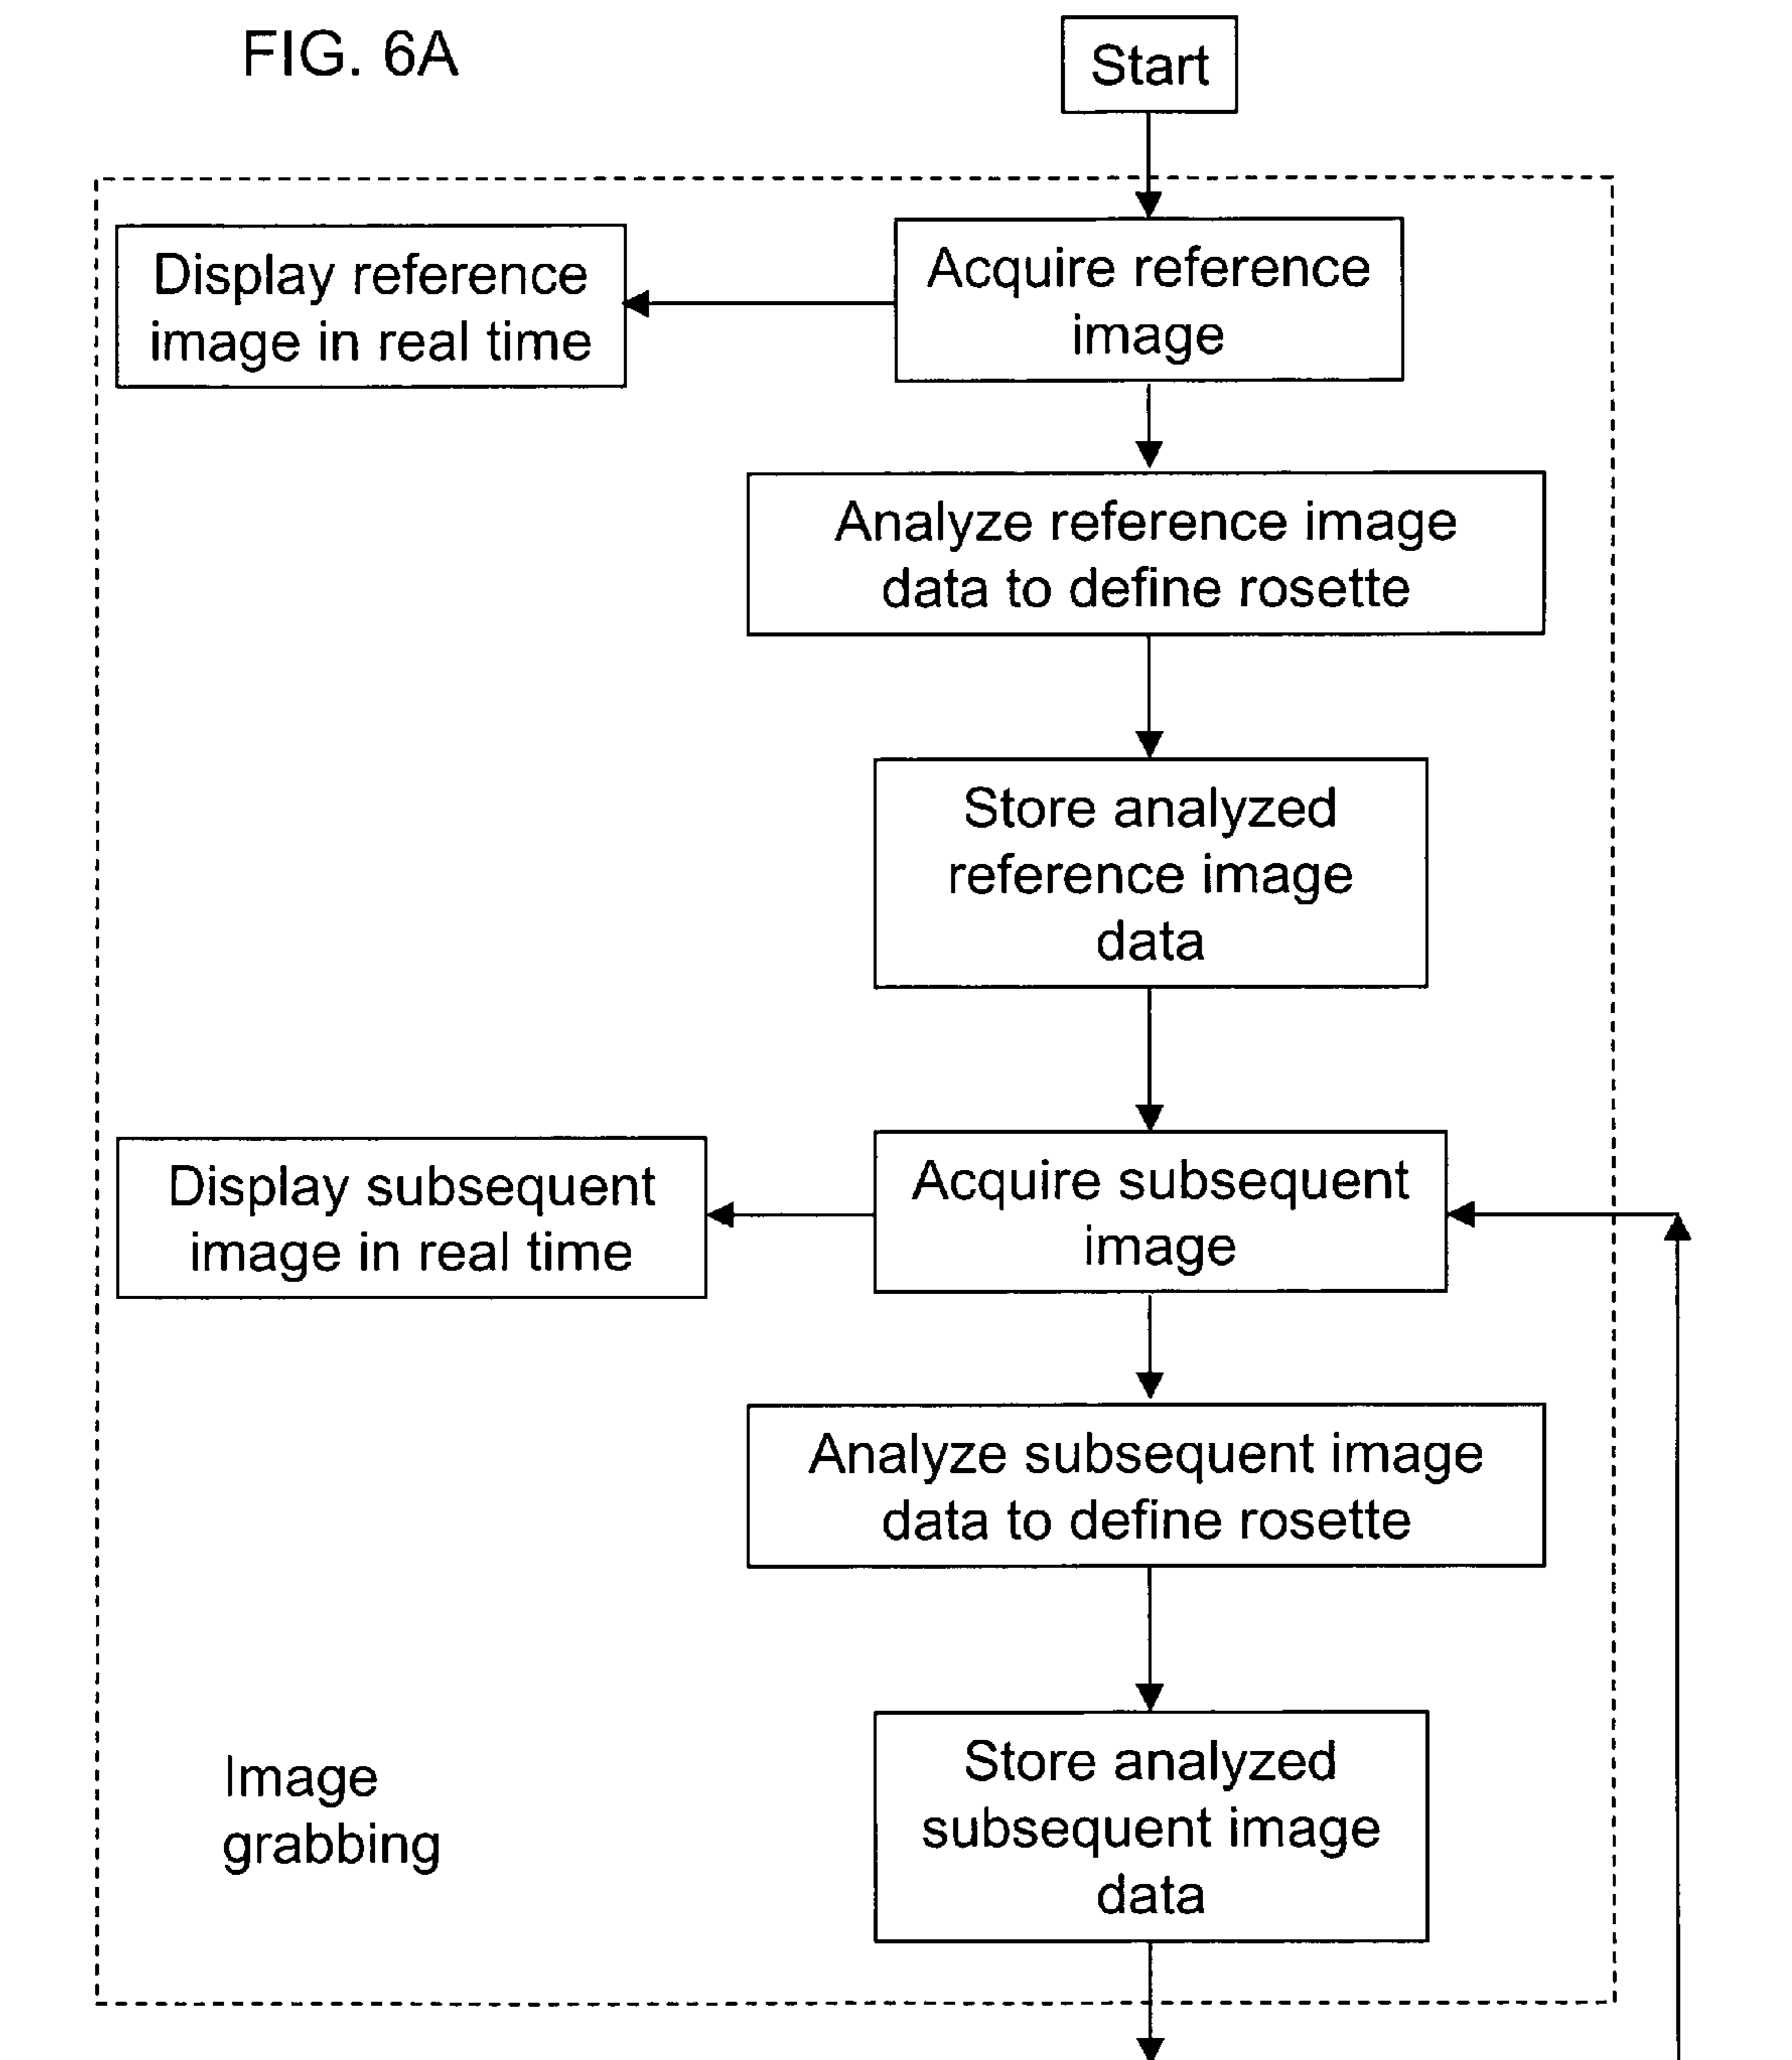 FIG. 6A
Start
Display reference
image in real time
Acquire reference
image
Analyze reference image
data to define rosette
Store analyzed
reference image
data
Display subsequent
image in real time
Acquire subsequent
image
Analyze subsequent image
data to define rosette
Store analyzed
subsequent image
data
Image
grabbing